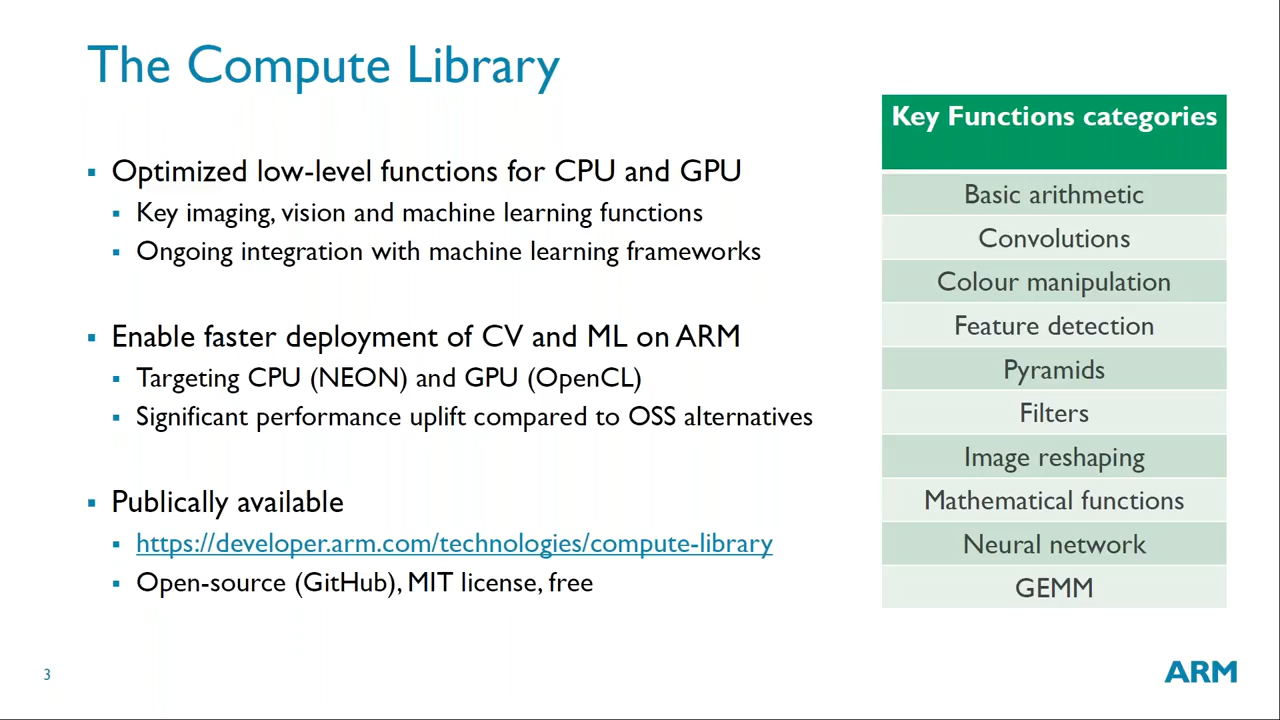 The Compute Library
Optimized low-level functions for CPU and GPU
Key imaging, vision and machine learning functions
Ongoing integration with machine learning frameworks
Enable faster deployment of CV and ML on ARM
Targeting CPU (NEON) and GPU (OpenCL)
Significant performance uplift compared to OSS alternatives
Publically available
https://developer.arm.com/technologies/compute-library
Open-source (GitHub), MIT license, free
Key Functions categories
Basic arithmetic
Convolutions
Colour manipulation
Feature detection
Pyramids
Filters
Image reshaping
Mathematical functions
Neural network
GEMM
3
ARM